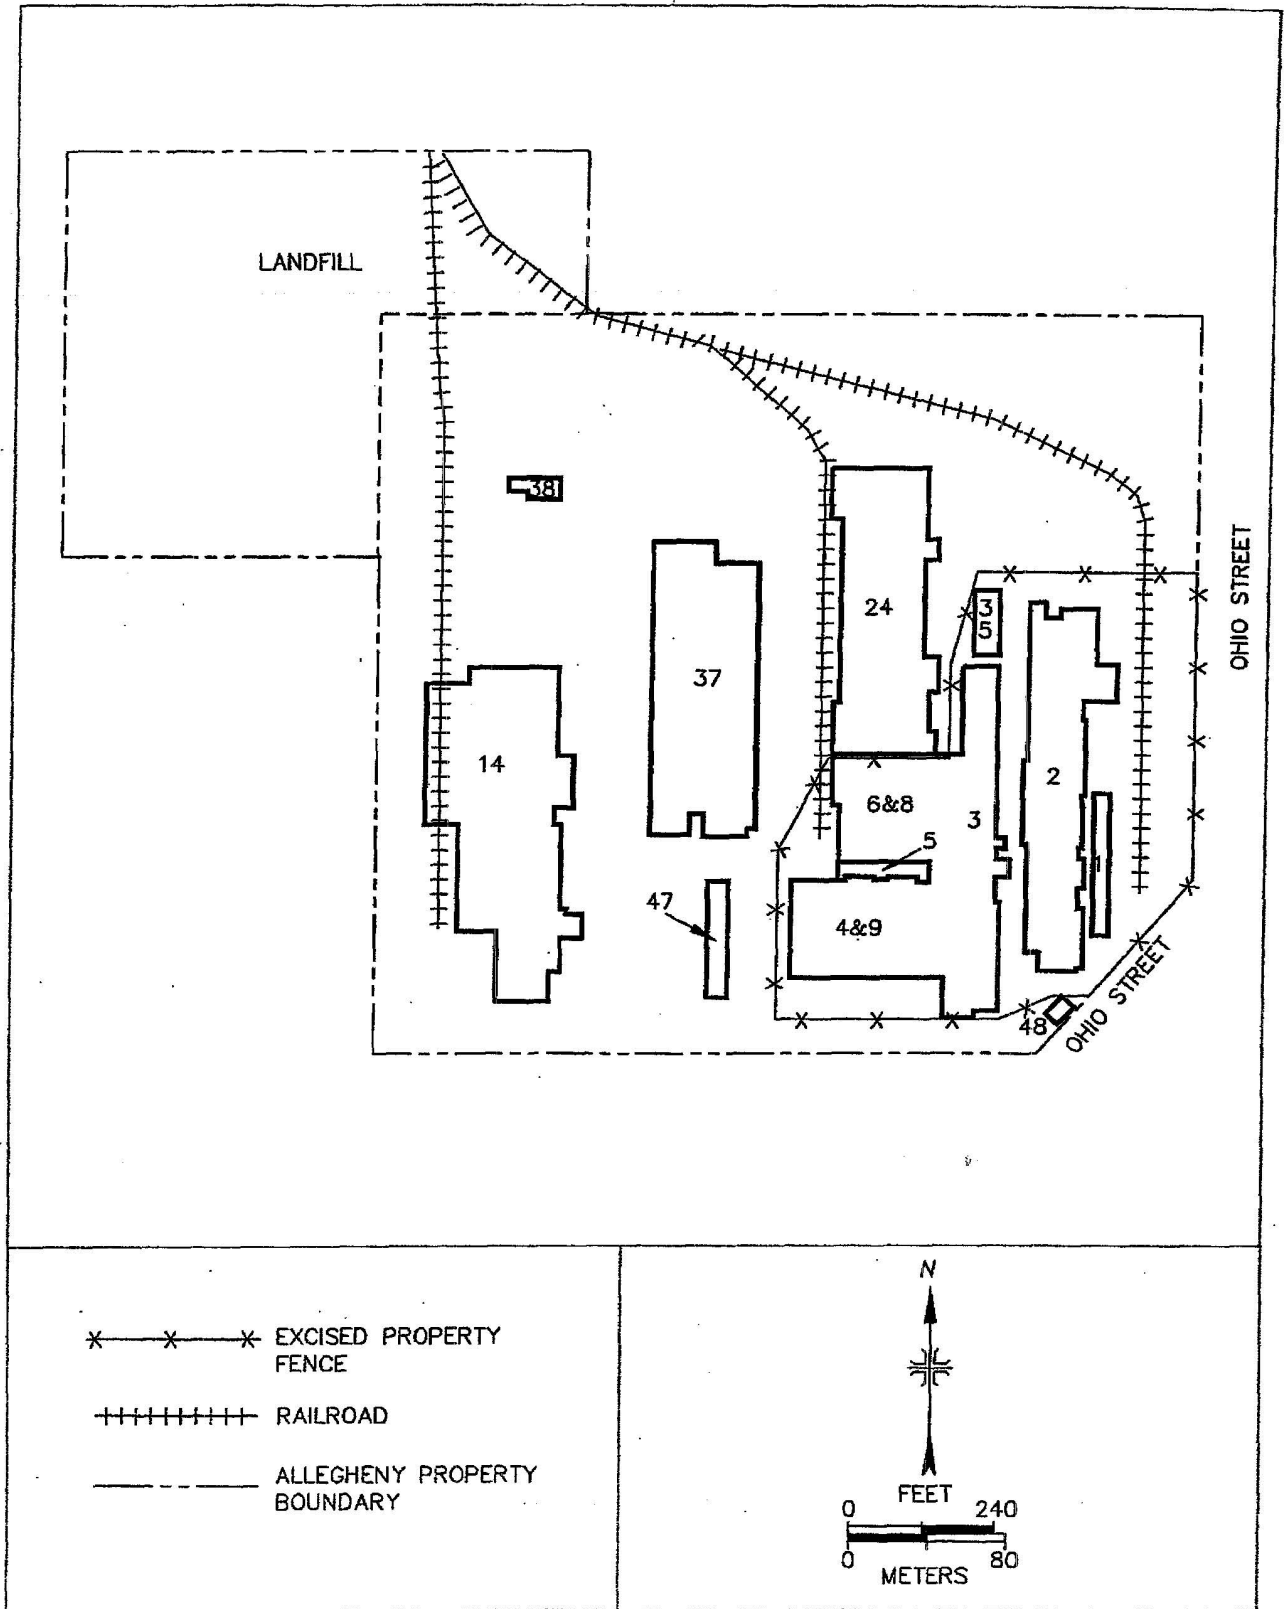 LANDFILL
38
OHIO STREET
24
3
5
37
14
2
6&8
3
5
1
47
4&9
OHIO STREET
48
EXCISED PROPERTY
FENCE
RAILROAD
ALLEGHENY PROPERTY
BOUNDARY
N
FEET
0 240
0 80
METERS